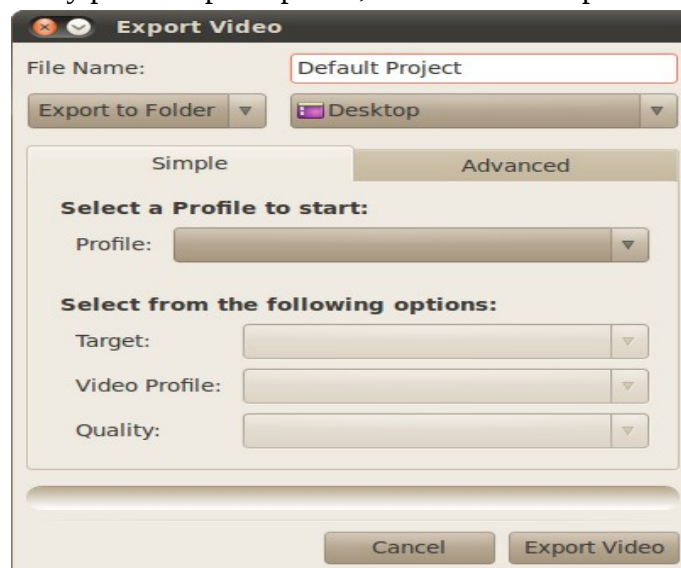 Export Video
File Name: Default Project
Export to Folder Desktop
Simple Advanced
Select a Profile to start:
Profile:
Select from the following options:
Target:
Video Profile:
Quality:
Cancel Export Video